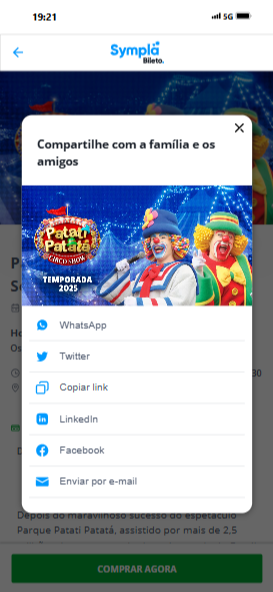 19:21
5G
Sympla
Bileto.
Compartilhe com a família e os
amigos
Patati
Patatá
CIRCO SHOW
TEMPORADA
2025
WhatsApp
Twitter
Copiar link
LinkedIn
Facebook
Enviar por e-mail
30
Depois do maravilhoso sucesso do espetáculo
Parque Patati Patatá, assistido por mais de 2,5
COMPRAR AGORA